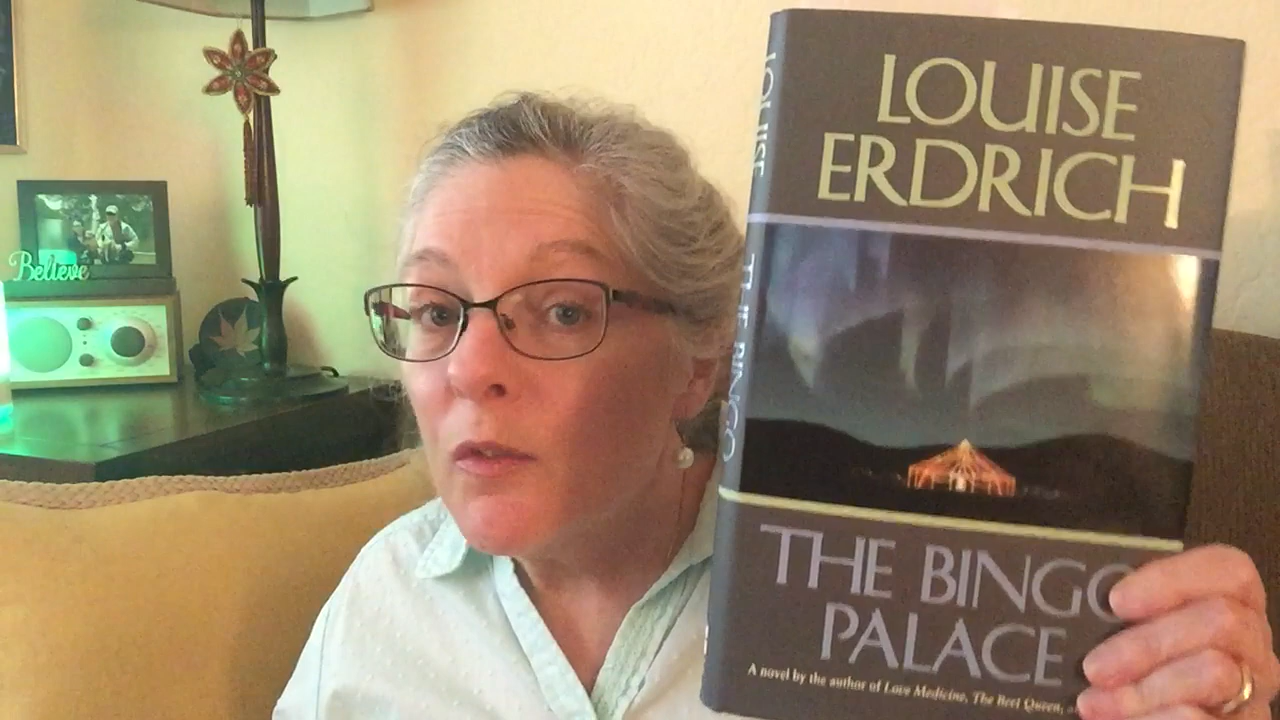 Believe
LOUISE
LOUISE
ERDRICH
THE BINGO
THE BINGO
PALACE
A novel by the author of Love Medicine, The Beet Queen,